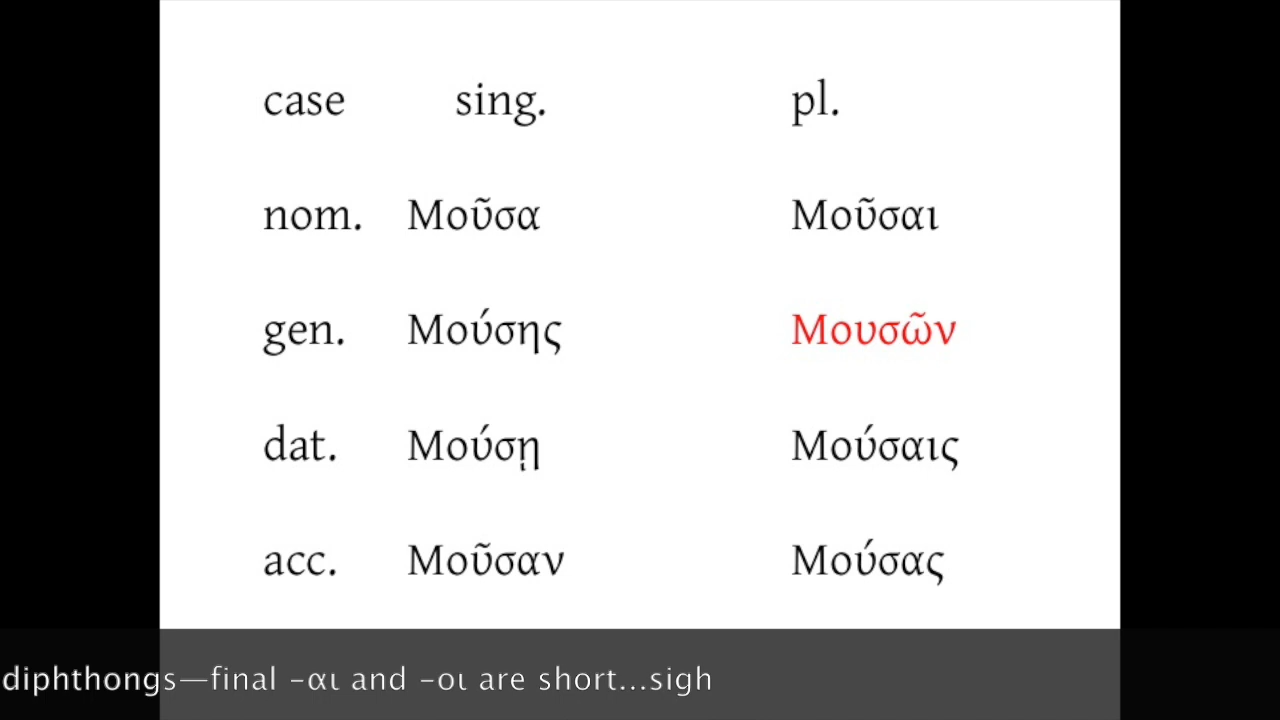 case sing. pl.
nom. Μοῦσα Μοῦσαι
gen. Μούσης Μουσῶν
dat. Μούσῃ Μούσαις
acc. Μοῦσαν Μούσας
diphthongs—final –αι and –οι are short...sigh